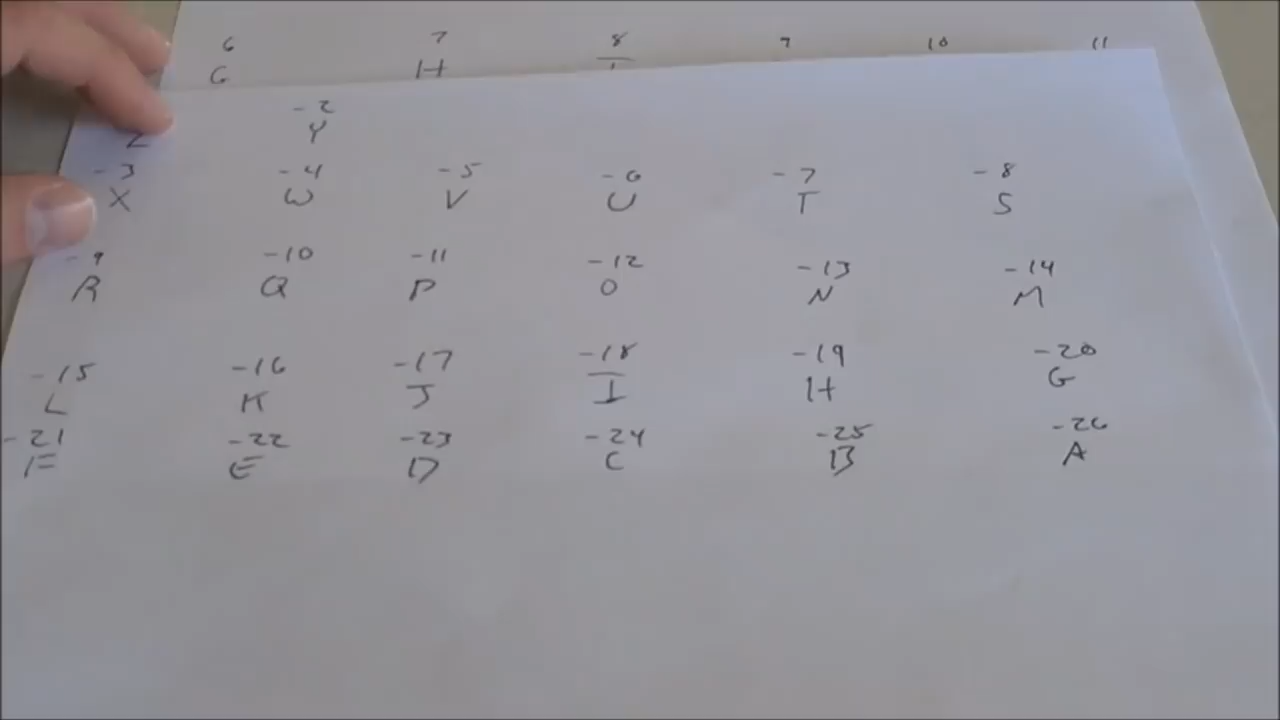 6 7 8 9 10 11
G H
-2
Z Y
-3 -4 -5 -6 -7 -8
X W V U T S
-9 -10 -11 -12 -13 -14
R Q P O N M
-15 -16 -17 -18 -19 -20
L K J I H G
-21 -22 -23 -24 -25 -26
F E D C B A